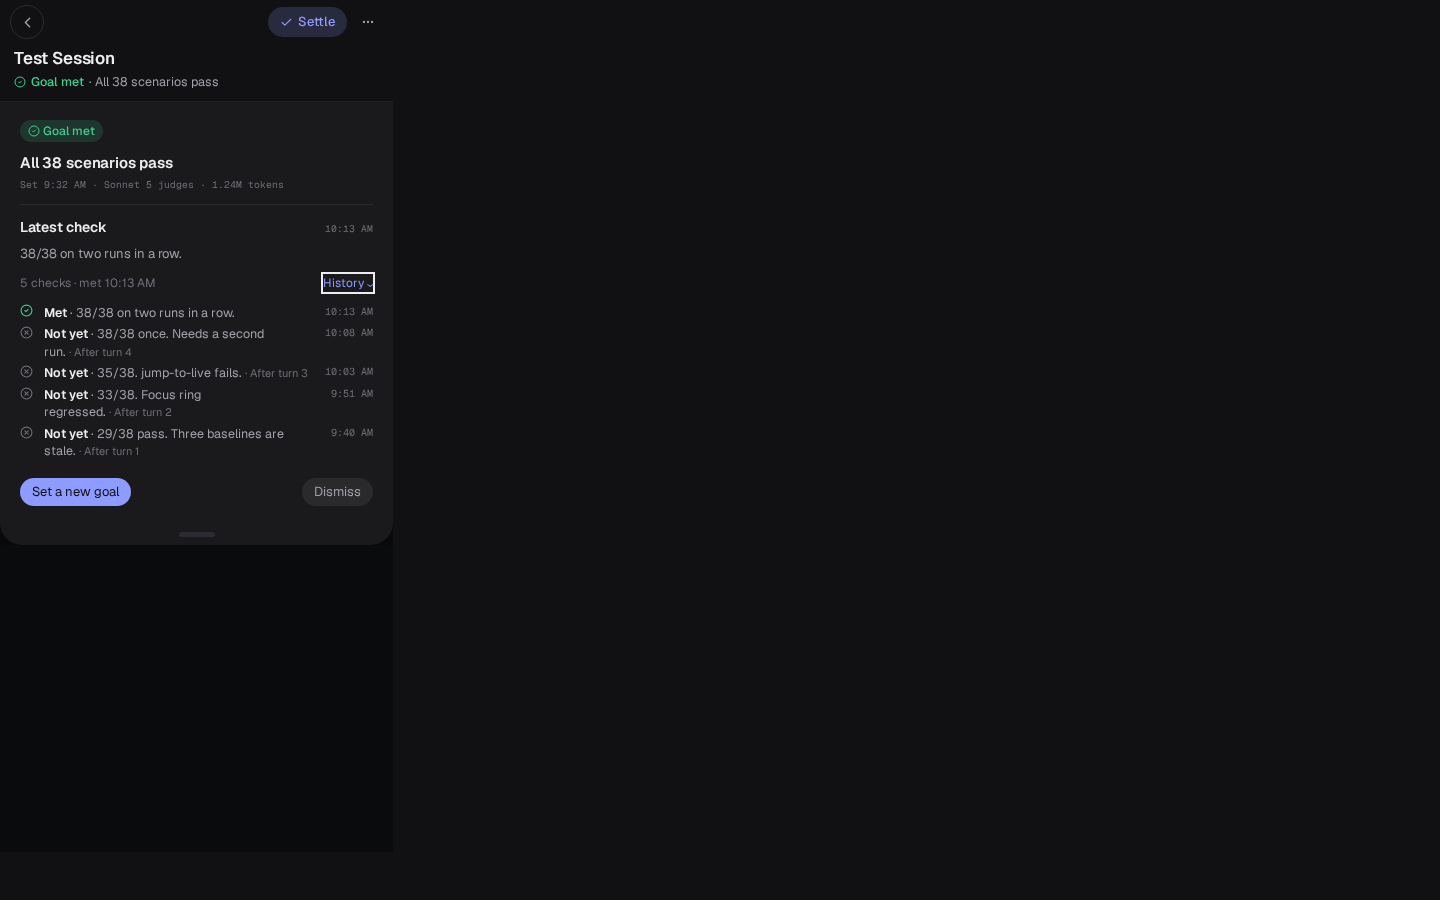 Settle
Test Session
Goal met · All 38 scenarios pass
Goal met
All 38 scenarios pass
Set 9:32 AM · Sonnet 5 judges · 1.24M tokens
Latest check 10:13 AM
38/38 on two runs in a row.
5 checks · met 10:13 AM History
Met · 38/38 on two runs in a row. 10:13 AM
Not yet · 38/38 once. Needs a second 10:08 AM
run. · After turn 4
Not yet · 35/38. jump-to-live fails. · After turn 3 10:03 AM
Not yet · 33/38. Focus ring 9:51 AM
regressed. · After turn 2
Not yet · 29/38 pass. Three baselines are 9:40 AM
stale. · After turn 1
Set a new goal Dismiss